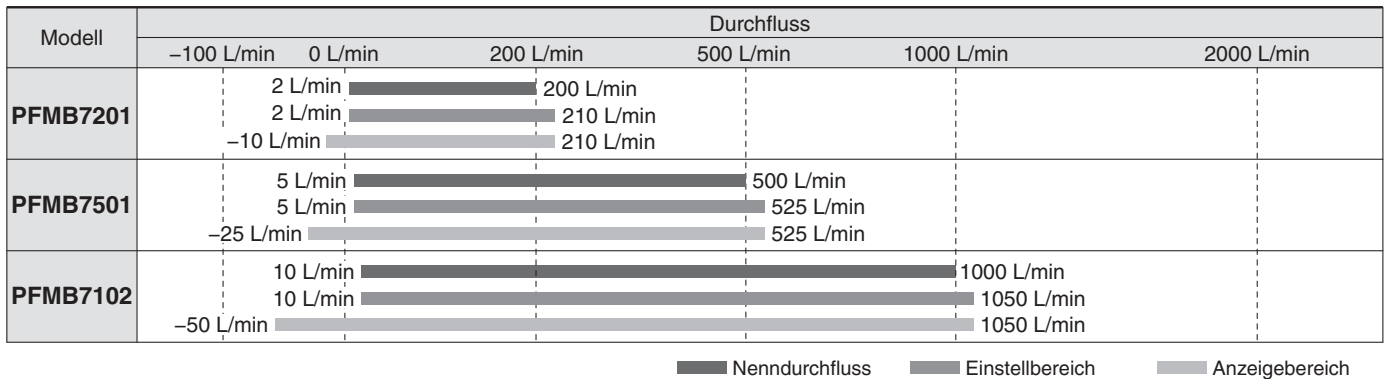 Modell
Durchfluss
−100 L/min 0 L/min 200 L/min 500 L/min 1000 L/min 2000 L/min
PFMB7201
2 L/min 200 L/min
2 L/min 210 L/min
−10 L/min 210 L/min
PFMB7501
5 L/min 500 L/min
5 L/min 525 L/min
−25 L/min 525 L/min
PFMB7102
10 L/min 1000 L/min
10 L/min 1050 L/min
−50 L/min 1050 L/min
Nenndurchfluss Einstellbereich Anzeigebereich